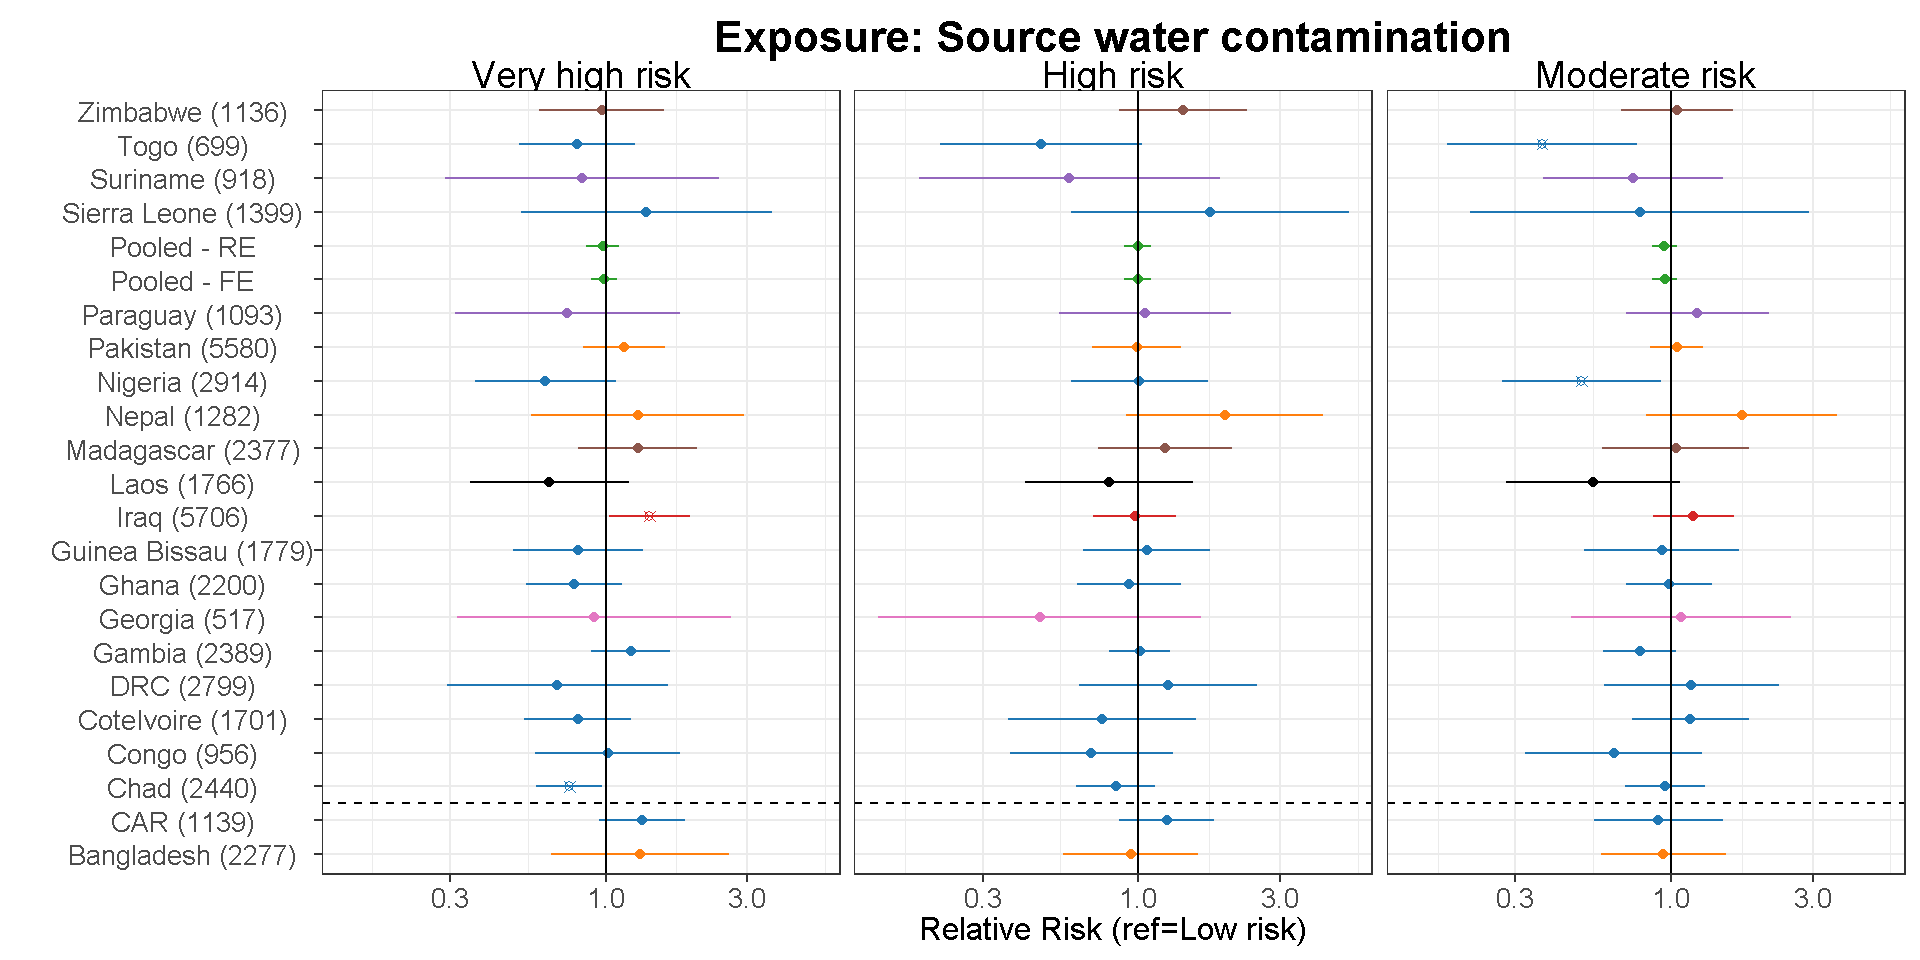 Exposure: Source water contamination
Very high risk
High risk
Moderate risk
Zimbabwe (1136)
Togo (699)
Suriname (918)
Sierra Leone (1399)
Pooled - RE
Pooled - FE
Paraguay (1093)
Pakistan (5580)
Nigeria (2914)
Nepal (1282)
Madagascar (2377)
Laos (1766)
Iraq (5706)
Guinea Bissau (1779)
Ghana (2200)
Georgia (517)
Gambia (2389)
DRC (2799)
CoteIvoire (1701)
Congo (956)
Chad (2440)
CAR (1139)
Bangladesh (2277)
0.3 1.0 3.0
0.3 1.0 3.0
0.3 1.0 3.0
Relative Risk (ref=Low risk)